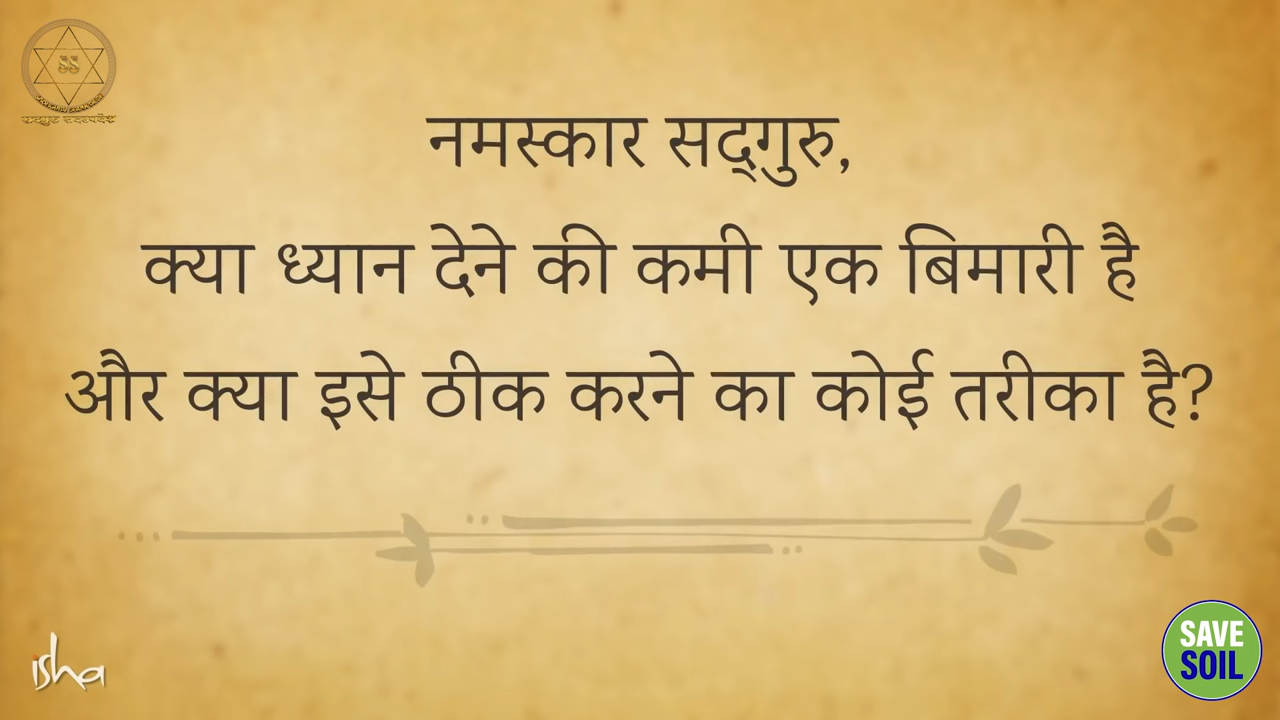 नमस्कार सद्‌गुरु,
क्या ध्यान देने की कमी एक बिमारी है
और क्या इसे ठीक करने का कोई तरीका है?
isha
SAVE
SOIL